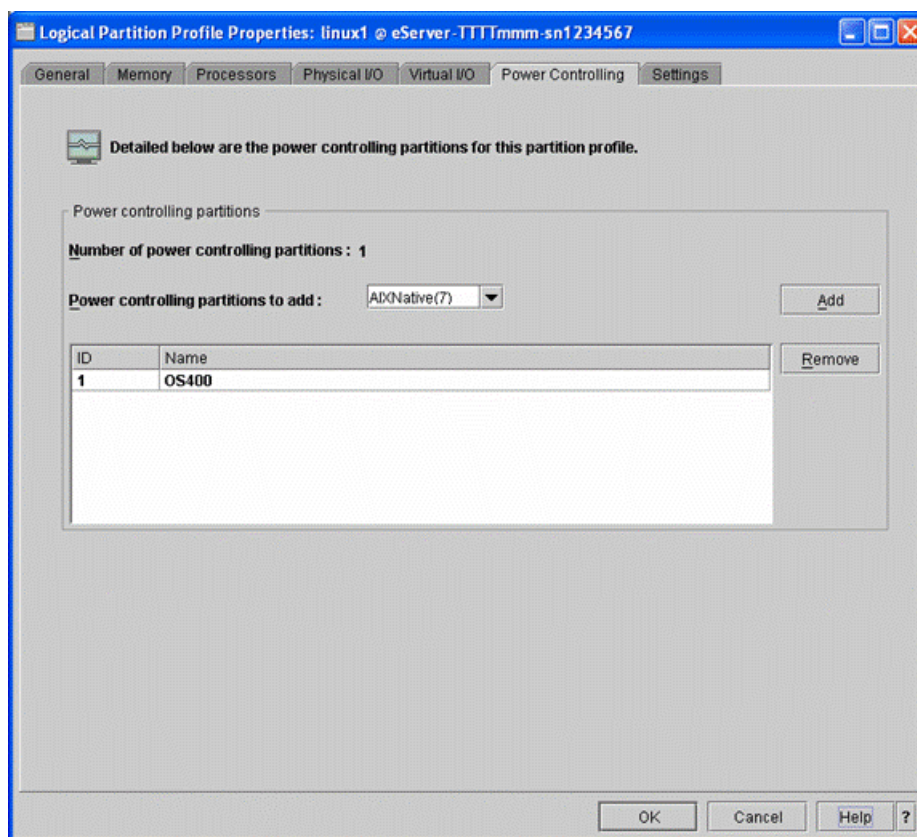 Logical Partition Profile Properties: linux1 @ eServer-TTTTmmm-sn1234567
General Memory Processors Physical I/O Virtual I/O Power Controlling Settings
Detailed below are the power controlling partitions for this partition profile.
Power controlling partitions
Number of power controlling partitions : 1
Power controlling partitions to add : AIXNative(7) Add
ID Name Remove
1 OS400
OK Cancel Help ?